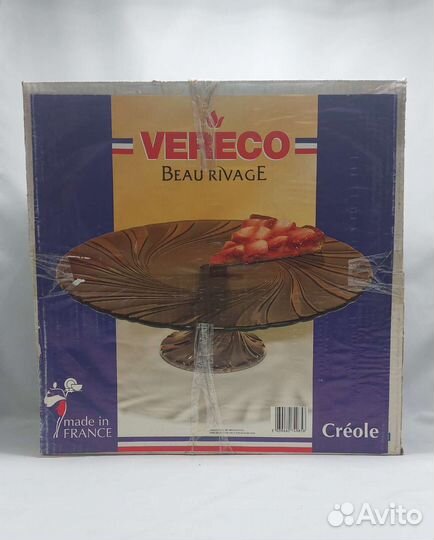 VERECO
BEAU RIVAGE
made in
FRANCE
Créole
Avito